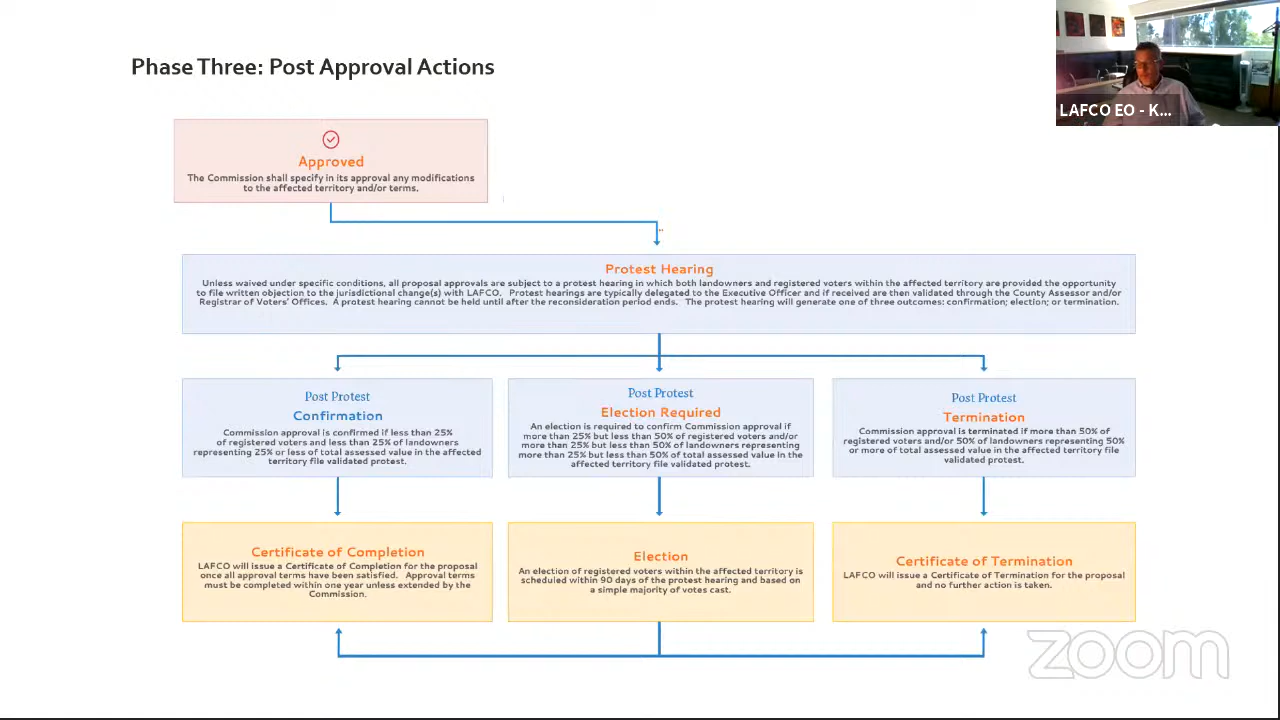 Phase Three: Post Approval Actions
LAFCO EO - K...
Approved
The Commission shall specify in its approval any modifications
to the affected territory and/or terms.
Protest Hearing
Unless waived under specific conditions, all proposal approvals are subject to a protest hearing in which both landowners and registered voters within the affected territory are provided the opportunity
to file written objection to the jurisdictional change(s) with LAFCO. Protest hearings are typically delegated to the Executive Officer and if received are then validated through the County Assessor and/or
Registrar of Voters' Offices. A protest hearing cannot be held until after the reconsideration period ends. The protest hearing will generate one of three outcomes: confirmation; election; or termination.
Post Protest
Confirmation
Commission approval is confirmed if less than 25%
of registered voters and less than 25% of landowners
representing 25% or less of total assessed value in the affected
territory file validated protest.
Post Protest
Election Required
An election is required to confirm Commission approval if
more than 25% but less than 50% of registered voters and/or
more than 25% but less than 50% of landowners representing
more than 25% but less than 50% of total assessed value in the
affected territory file validated protest.
Post Protest
Termination
Commission approval is terminated if more than 50% of
registered voters and/or 50% of landowners representing 50%
or more of total assessed value in the affected territory file
validated protest.
Certificate of Completion
LAFCO will issue a Certificate of Completion for the proposal
once all approval terms have been satisfied. Approval terms
must be completed within one year unless extended by the
Commission.
Election
An election of registered voters within the affected territory is
scheduled within 90 days of the protest hearing and based on
a simple majority of votes cast.
Certificate of Termination
LAFCO will issue a Certificate of Termination for the proposal
and no further action is taken.
zoom